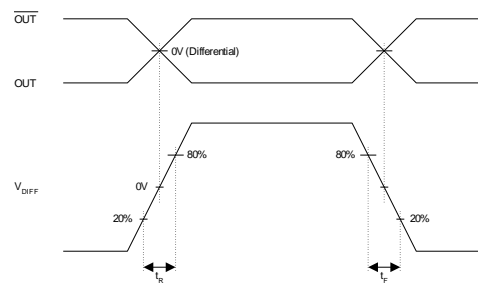 OUT
0V (Differential)
OUT
80%
80%
V_DIFF
0V
20%
20%
t_R
t_F